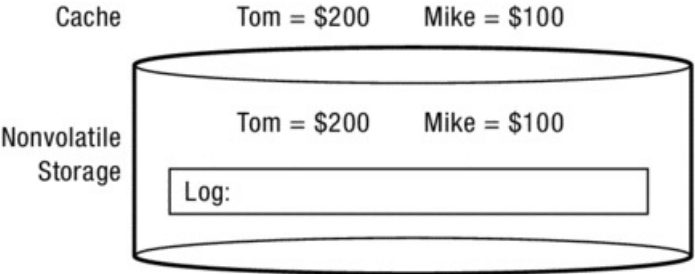 Cache Tom = $200 Mike = $100
Tom = $200 Mike = $100
Nonvolatile
Storage
Log: